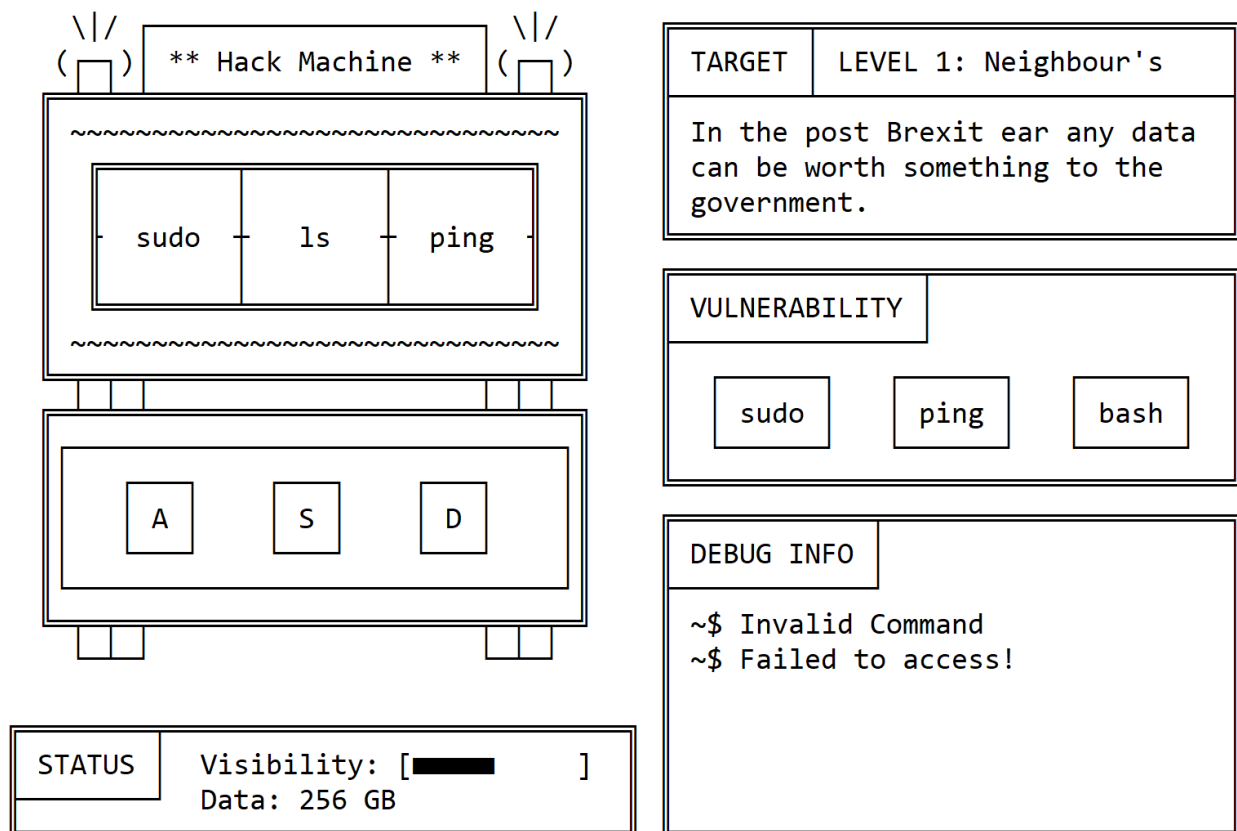 ** Hack Machine **
~~~~~~~~~~~~~~~~~~~~~~~~~~~~~~
sudo ls ping
~~~~~~~~~~~~~~~~~~~~~~~~~~~~~~
A S D
STATUS
Visibility: [■■■■■     ]
Data: 256 GB
TARGET
LEVEL 1: Neighbour's
In the post Brexit ear any data
can be worth something to the
government.
VULNERABILITY
sudo ping bash
DEBUG INFO
~$ Invalid Command
~$ Failed to access!